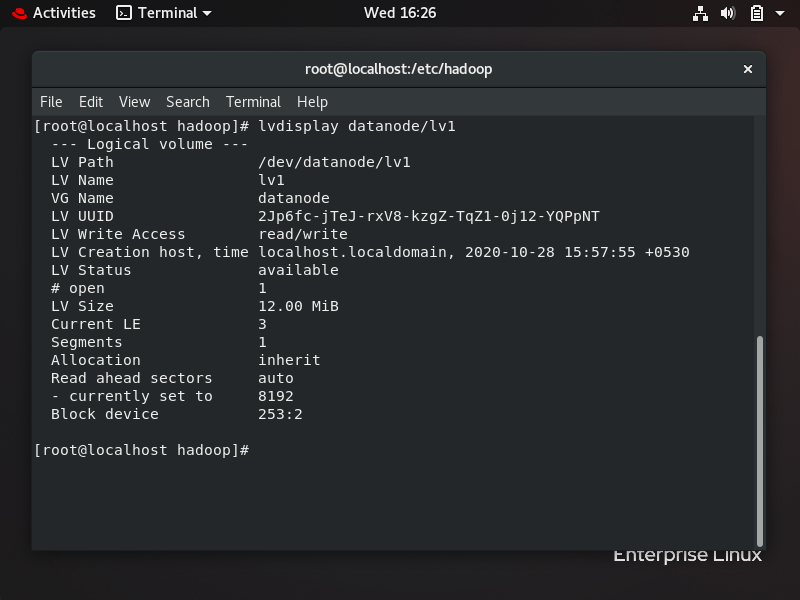 Activities Terminal Wed 16:26
root@localhost:/etc/hadoop ×
File Edit View Search Terminal Help
[root@localhost hadoop]# lvdisplay datanode/lv1
--- Logical volume ---
LV Path /dev/datanode/lv1
LV Name lv1
VG Name datanode
LV UUID 2Jp6fc-jTeJ-rxV8-kzgZ-TqZ1-0j12-YQPpNT
LV Write Access read/write
LV Creation host, time localhost.localdomain, 2020-10-28 15:57:55 +0530
LV Status available
# open 1
LV Size 12.00 MiB
Current LE 3
Segments 1
Allocation inherit
Read ahead sectors auto
- currently set to 8192
Block device 253:2
[root@localhost hadoop]#
Enterprise Linux